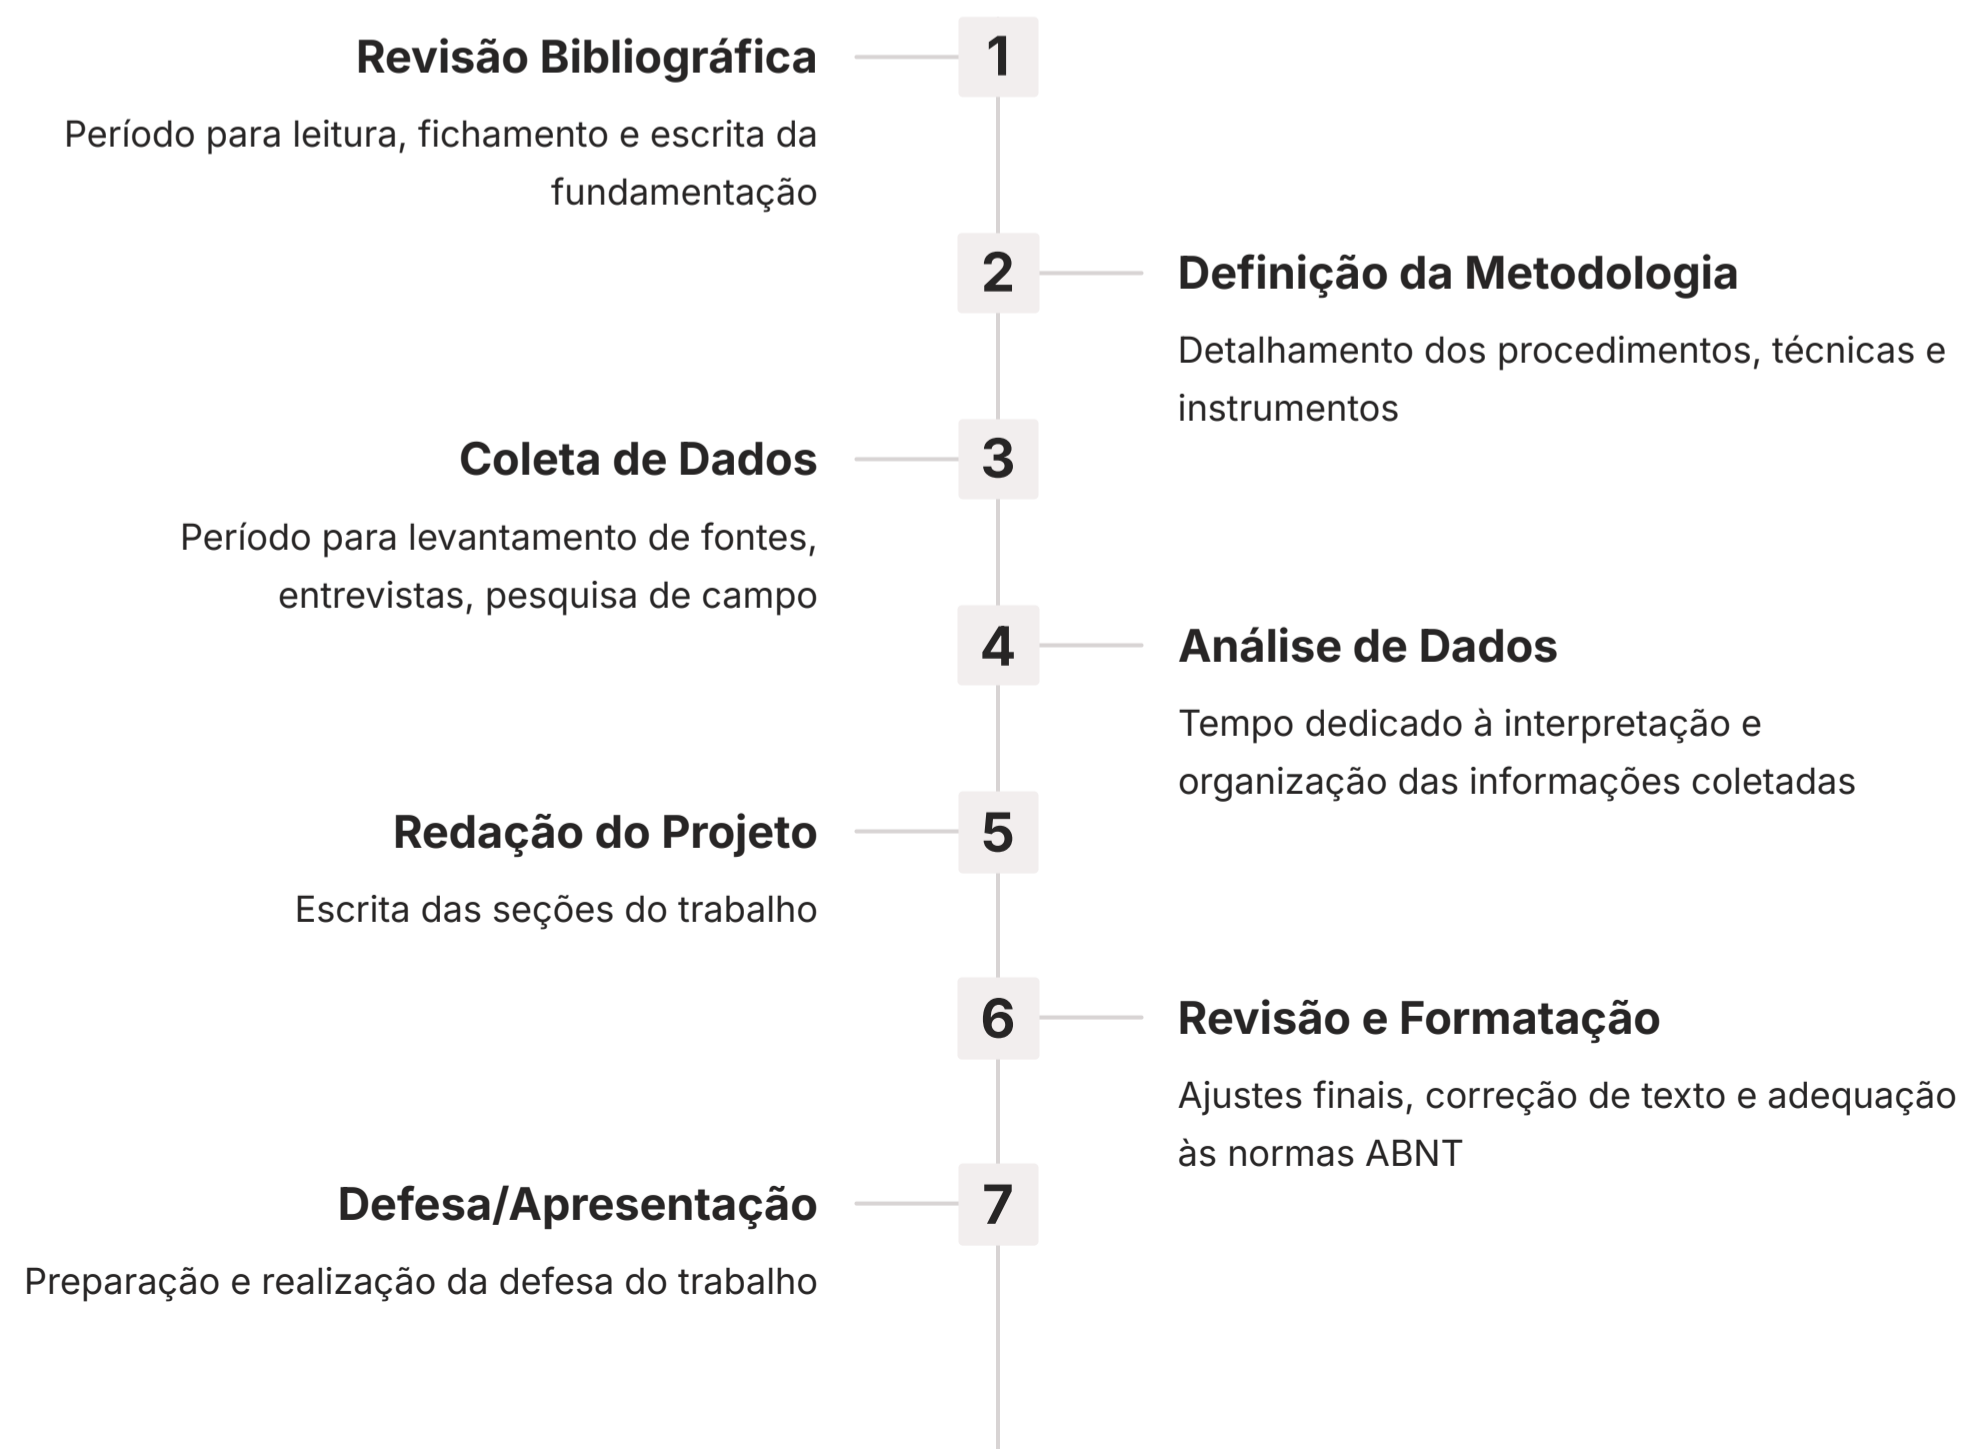 Revisão Bibliográfica
1
Período para leitura, fichamento e escrita da
fundamentação
2
Definição da Metodologia
Detalhamento dos procedimentos, técnicas e
instrumentos
Coleta de Dados
3
Período para levantamento de fontes,
entrevistas, pesquisa de campo
4
Análise de Dados
Tempo dedicado à interpretação e
organização das informações coletadas
Redação do Projeto
5
Escrita das seções do trabalho
6
Revisão e Formatação
Ajustes finais, correção de texto e adequação
às normas ABNT
Defesa/Apresentação
7
Preparação e realização da defesa do trabalho